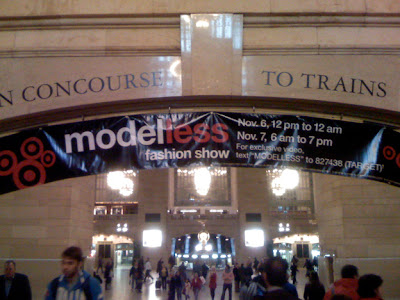 N CONCOURSE TO TRAINS
modelless
fashion show
Nov. 6, 12 pm to 12 am
Nov. 7, 6 am to 7 pm
For exclusive video,
text "MODELLESS" to 827438 (TARGET)